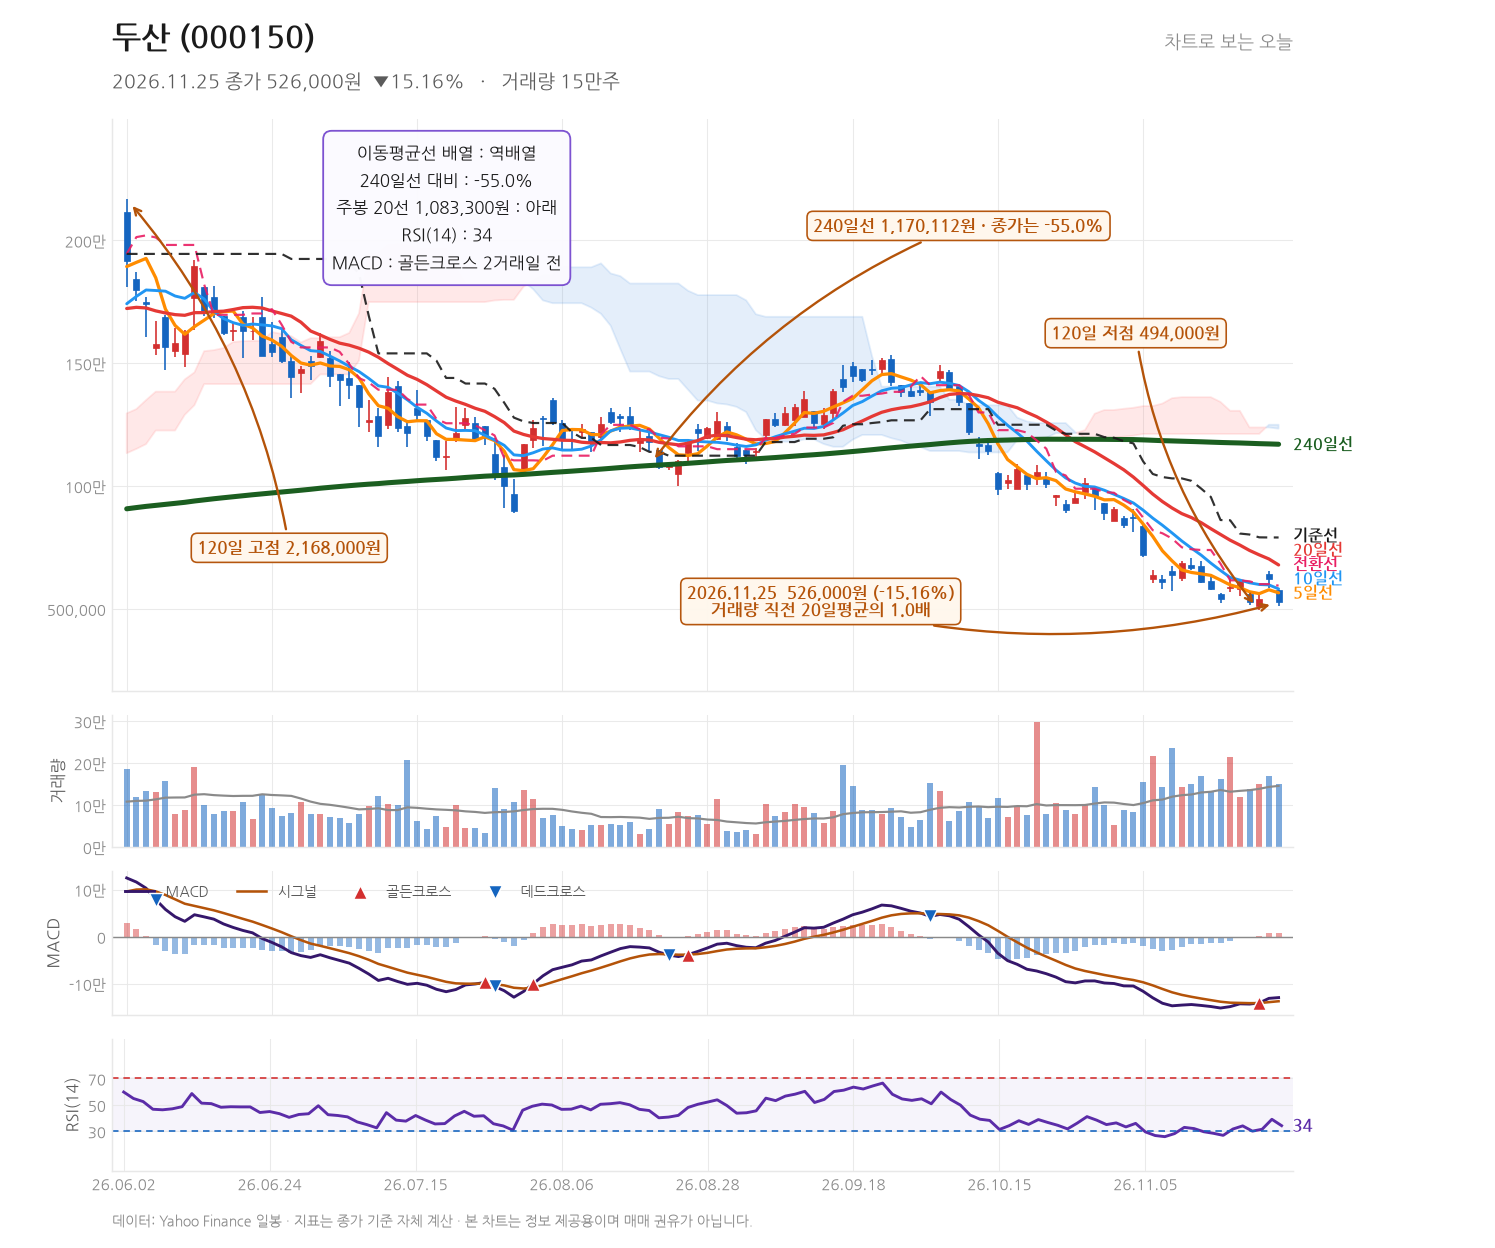 두산 (000150)
차트로 보는 오늘
2026.11.25 종가 526,000원 ▼15.16% · 거래량 15만주
이동평균선 배열 : 역배열
240일선 대비 : -55.0%
주봉 20선 1,083,300원 : 아래
RSI(14) : 34
MACD : 골든크로스 2거래일 전
240일선 1,170,112원 · 종가는 -55.0%
120일 저점 494,000원
120일 고점 2,168,000원
2026.11.25 526,000원 (-15.16%)
거래량 직전 20일평균의 1.0배
200만
150만
100만
500,000
240일선
기준선
20일선
전환선
10일선
5일선
거래량
30만
20만
10만
0만
MACD
10만
0
-10만
MACD
시그널
골든크로스
데드크로스
RSI(14)
70
50
30
34
26.06.02
26.06.24
26.07.15
26.08.06
26.08.28
26.09.18
26.10.15
26.11.05
데이터: Yahoo Finance 일봉 · 지표는 종가 기준 자체 계산 · 본 차트는 정보 제공용이며 매매 권유가 아닙니다.